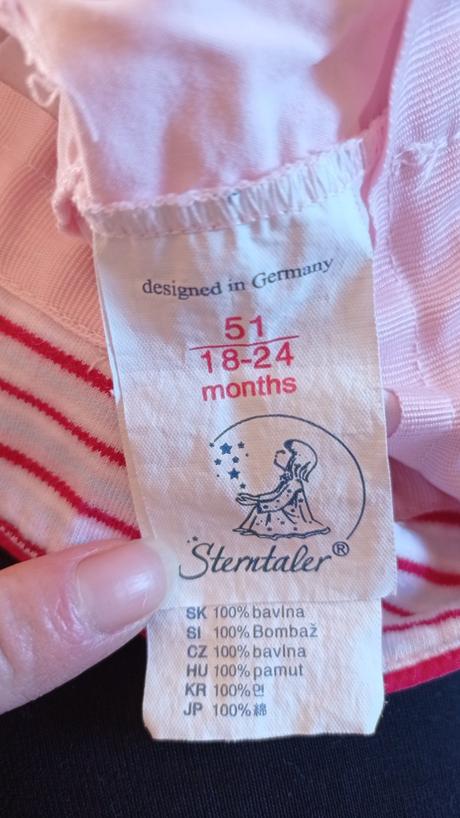 designed in Germany
51
18-24
months
Sterntaler®
SK 100% bavlna
SI 100% Bombaž
CZ 100% bavlna
HU 100% pamut
KR 100% 면
JP 100% 綿